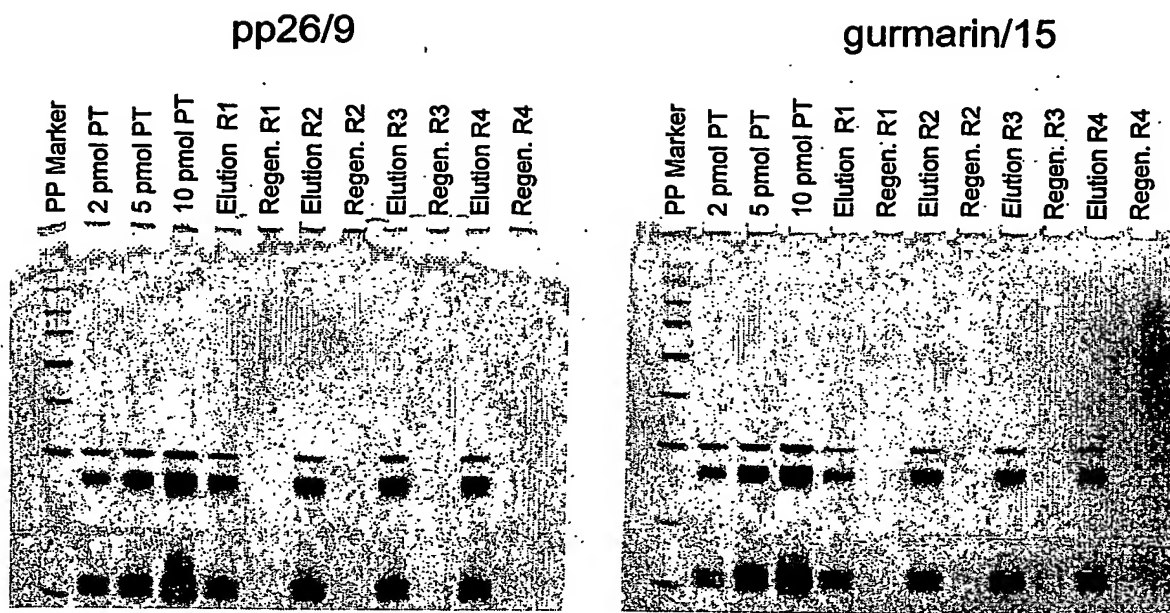 pp26/9
PP Marker
2 pmol PT
5 pmol PT
10 pmol PT
Elution R1
Regen. R1
Elution R2
Regen. R2
Elution R3
Regen. R3
Elution R4
Regen. R4
gurmarin/15
PP Marker
2 pmol PT
5 pmol PT
10 pmol PT
Elution R1
Regen. R1
Elution R2
Regen. R2
Elution R3
Regen. R3
Elution R4
Regen. R4